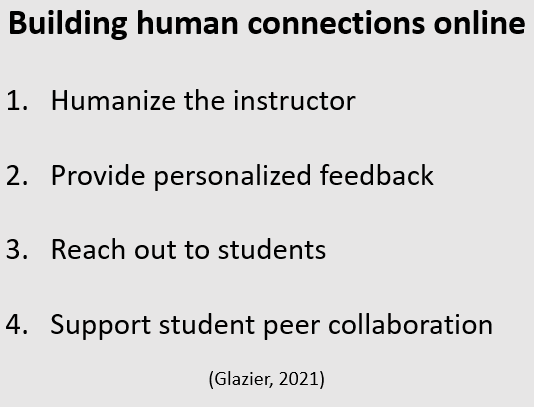 Building human connections online
1. Humanize the instructor
2. Provide personalized feedback
3. Reach out to students
4. Support student peer collaboration
(Glazier, 2021)